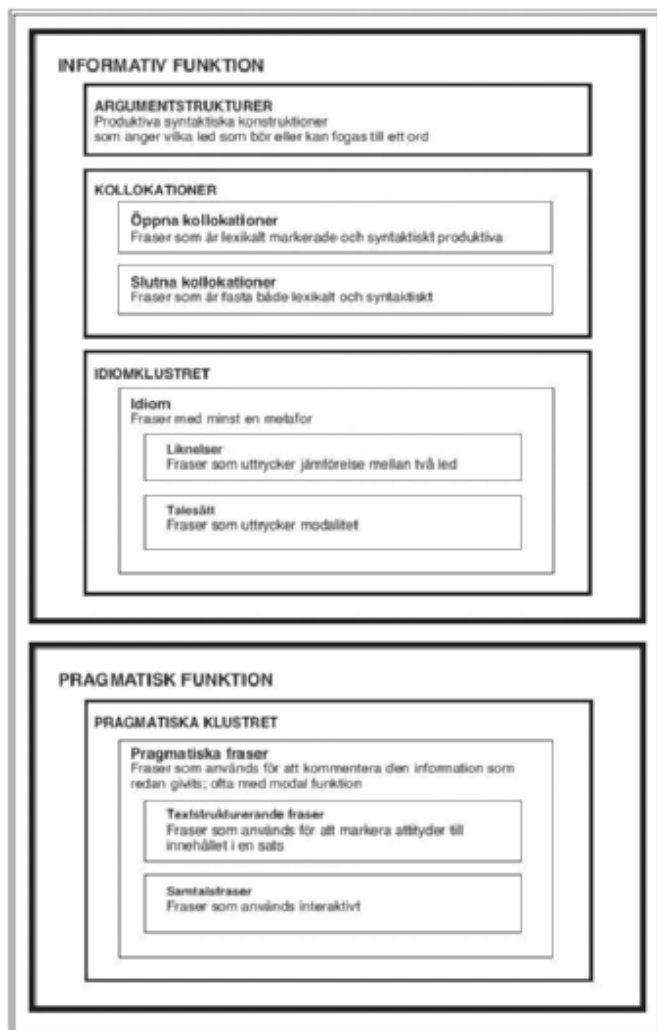 INFORMATIV FUNKTION
ARGUMENTSTRUKTURER
Produktiva syntaktiska konstruktioner
som anger vilka led som bör eller kan fogas till ett ord
KOLLOKATIONER
Öppna kollokationer
Fraser som är lexikalt markerade och syntaktiskt produktiva
Slutna kollokationer
Fraser som är fasta både lexikalt och syntaktiskt
IDIOMKLUSTRET
Idiom
Fraser med minst en metafor
Liknelser
Fraser som uttrycker jämförelse mellan två led
Talesätt
Fraser som uttrycker modalitet
PRAGMATISK FUNKTION
PRAGMATISKA KLUSTRET
Pragmatiska fraser
Fraser som används för att kommentera den information som
redan givits; ofta med modal funktion
Textstrukturerande fraser
Fraser som används för att markera attityder till
innehållet i en sats
Samtalsfraser
Fraser som används interaktivt